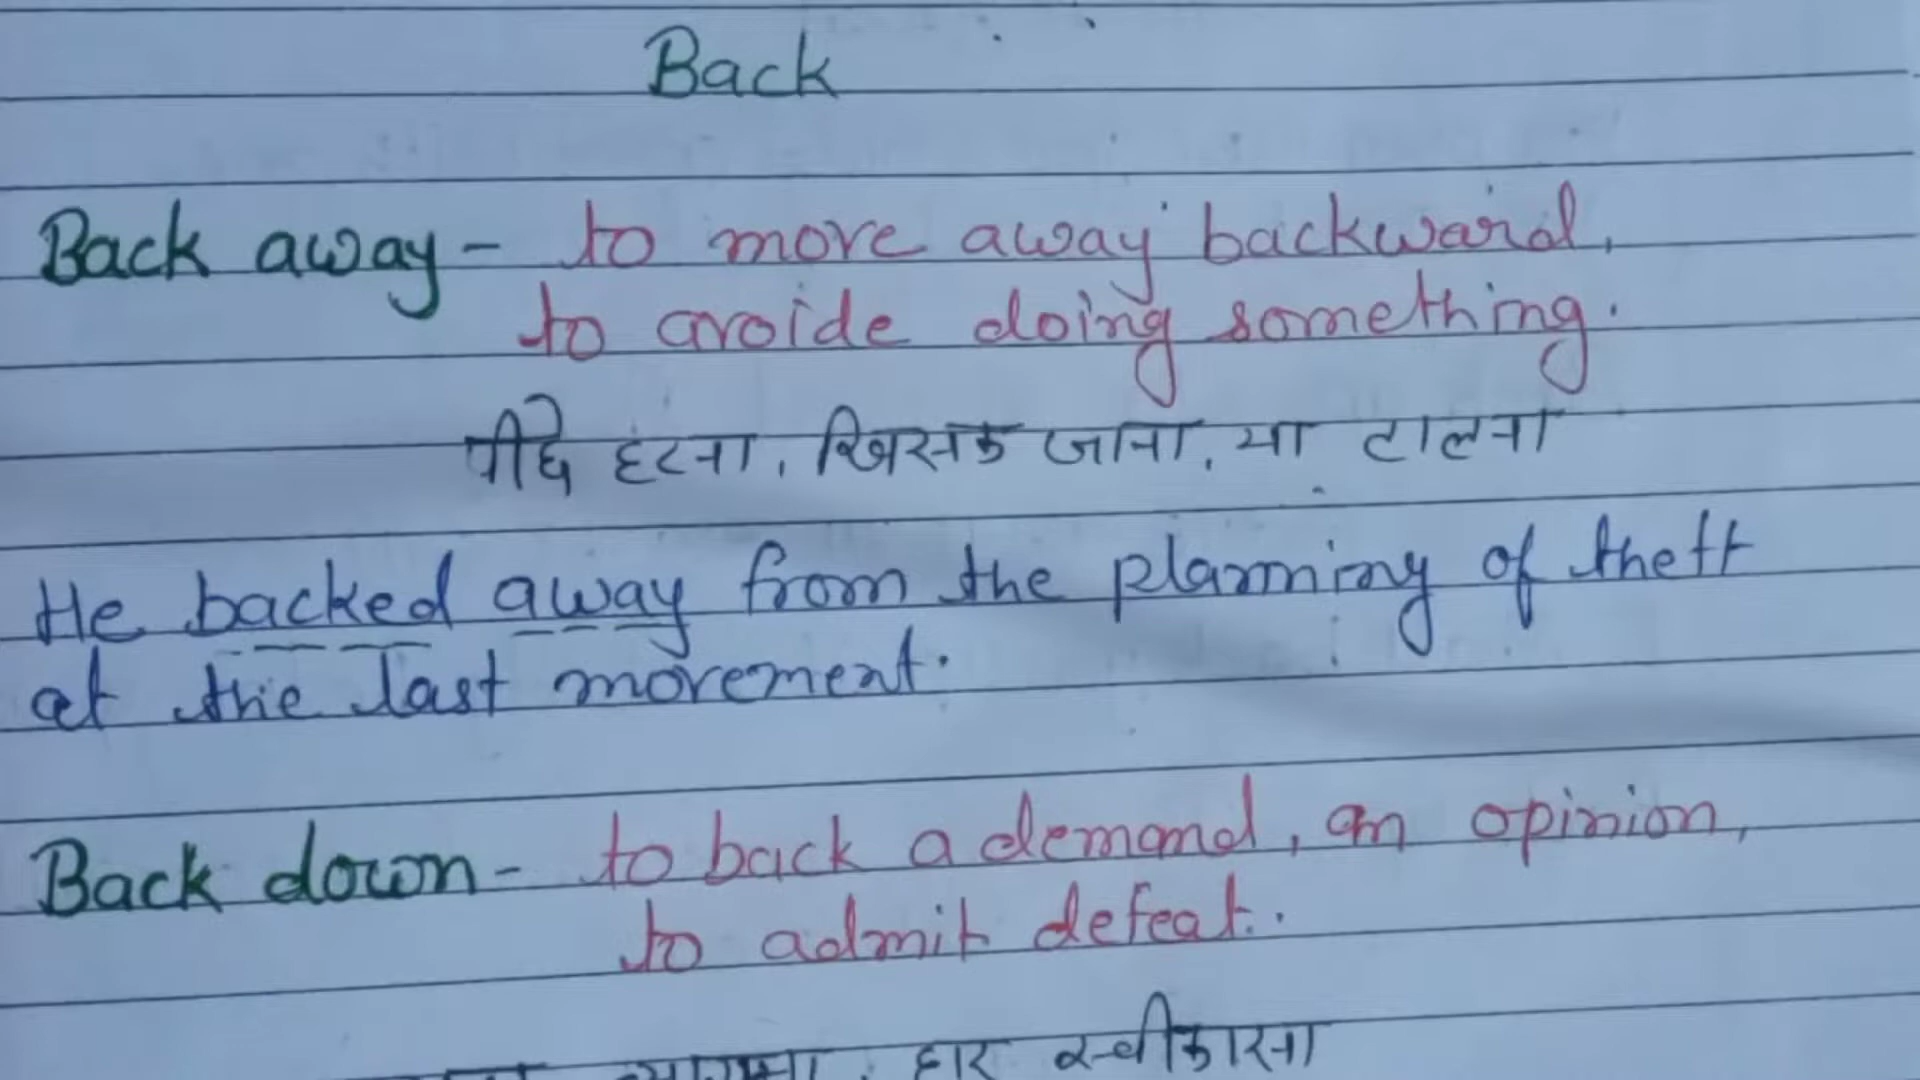 Back
Back away - to move away backward,
to avoide doing something.
पीछे हंटना, खिसक जाना, या टालना
He backed away from the planning of theft
at the last movement.
Back down - to back a demand, an opinion,
to admit defeat.
हार स्वीकारना